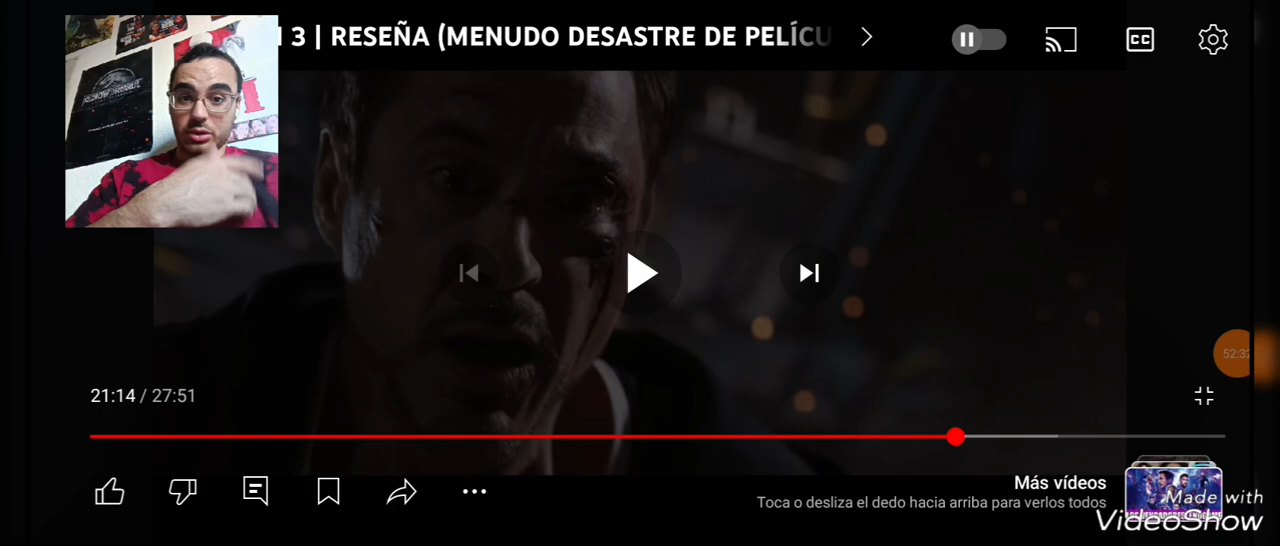 3 | RESEÑA (MENUDO DESASTRE DE PELÍCU
CC
52:32
21:14 / 27:51
Más vídeos
Toca o desliza el dedo hacia arriba para verlos todos
Made with
VideoShow